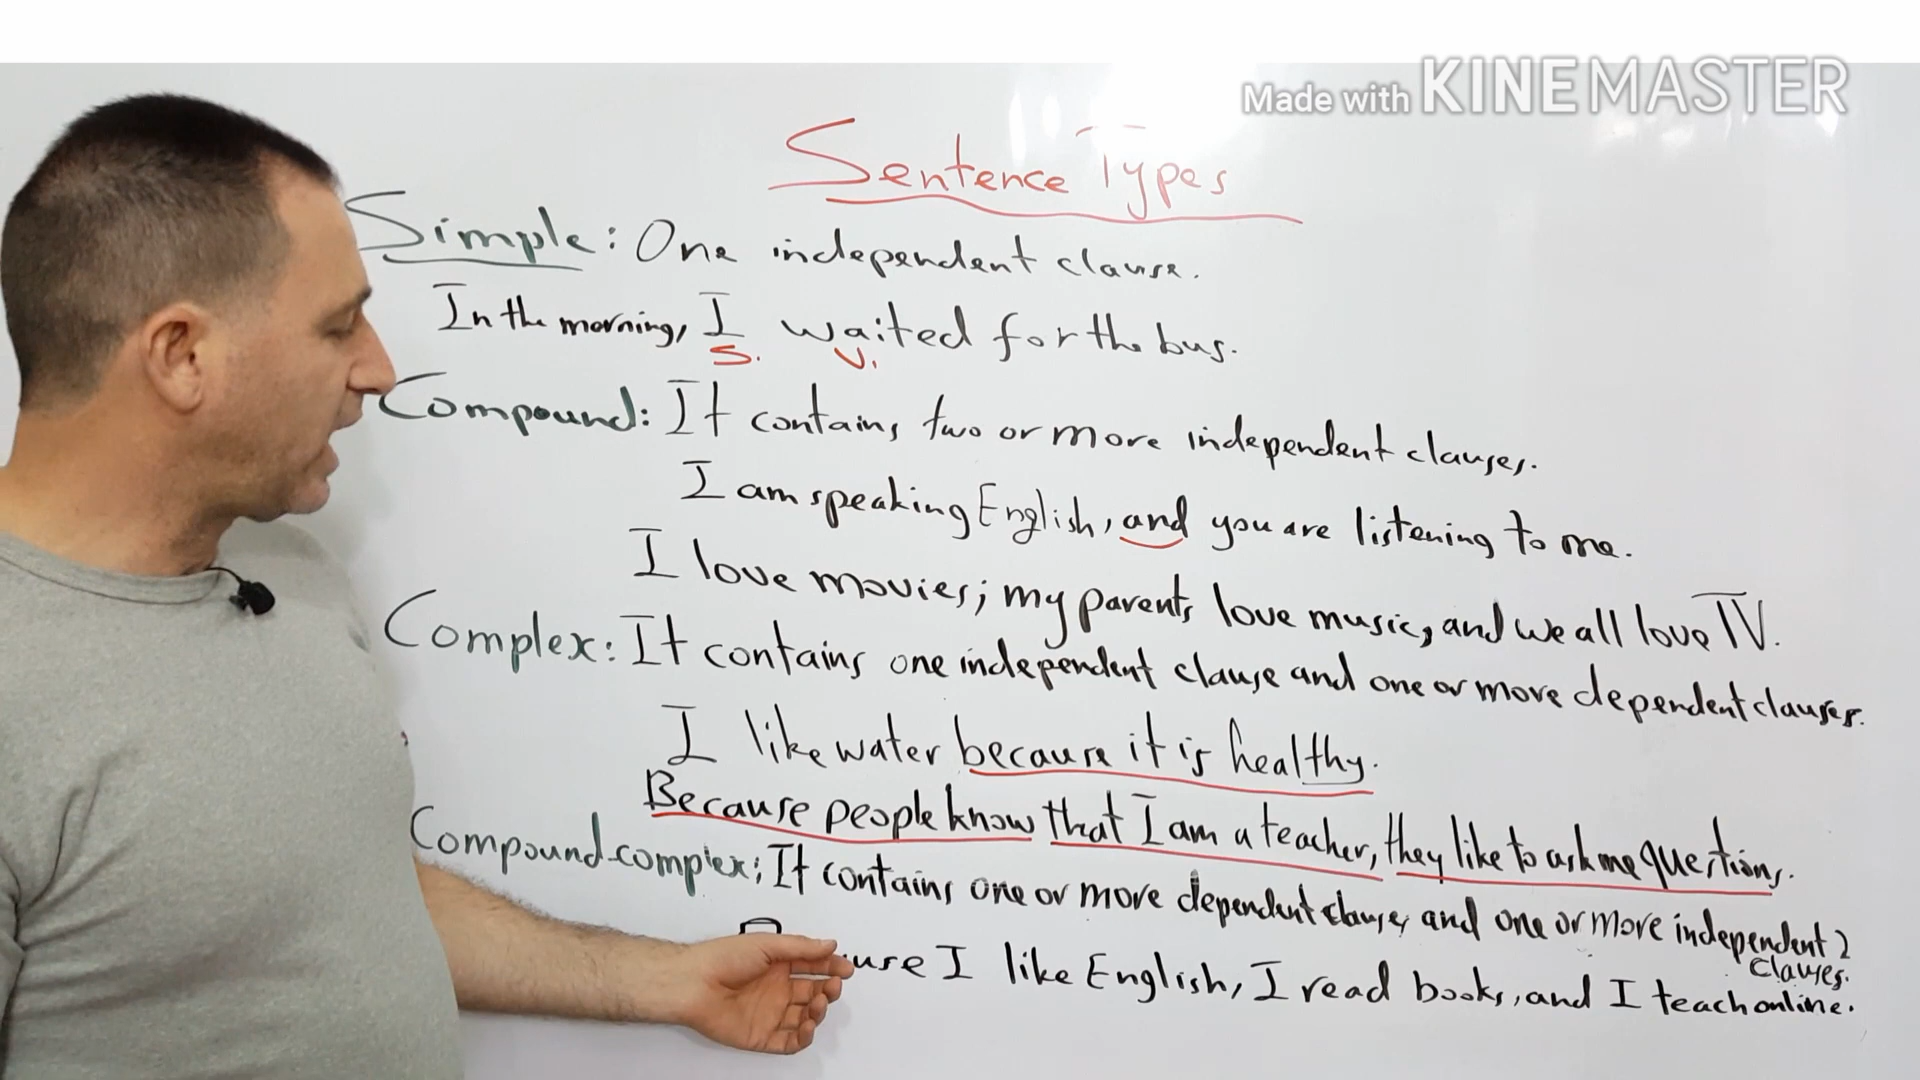 Made with KINEMASTER
Sentence Types
Simple: One independent clause.
In the morning, I waited for the bus.
S. V.
Compound: It contains two or more independent clauses.
I am speaking English, and you are listening to me.
I love movies; my parents love music, and we all love TV.
Complex: It contains one independent clause and one or more dependent clauses.
I like water because it is healthy.
Because people know that I am a teacher, they like to ask me questions.
Compound-complex: It contains one or more dependent clause, and one or more independent 2
clauses.
use I like English, I read books, and I teach online.